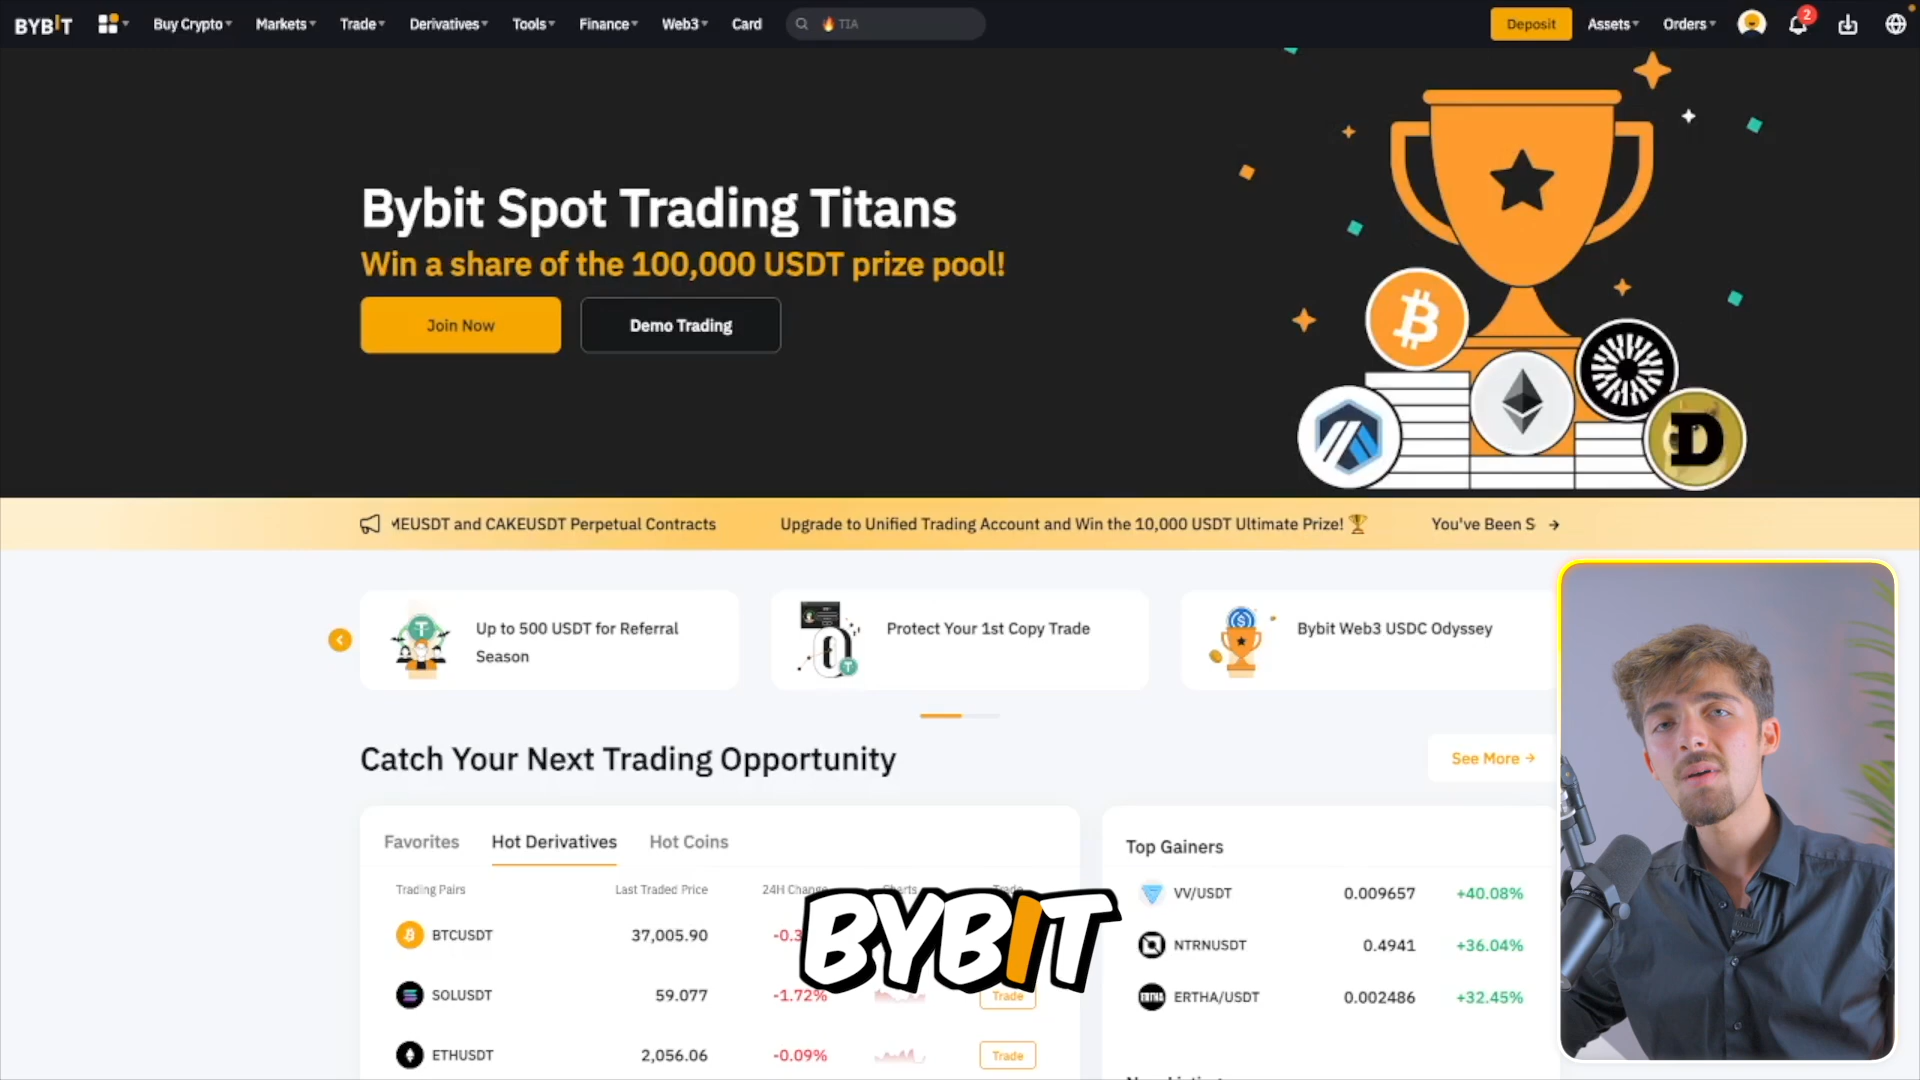 BYBIT
Buy Crypto
Markets
Trade
Derivatives
Tools
Finance
Web3
Card
TIA
Deposit
Assets
Orders
2
Bybit Spot Trading Titans
Win a share of the 100,000 USDT prize pool!
Join Now
Demo Trading
MEUSDT and CAKEUSDT Perpetual Contracts
Upgrade to Unified Trading Account and Win the 10,000 USDT Ultimate Prize!
You've Been S
Up to 500 USDT for Referral
Season
Protect Your 1st Copy Trade
Bybit Web3 USDC Odyssey
Catch Your Next Trading Opportunity
See More
Favorites
Hot Derivatives
Hot Coins
Trading Pairs
Last Traded Price
24H Change
Charts
Trade
BTCUSDT
37,005.90
-0.3
BYBIT
SOLUSDT
59.077
-1.72%
Trade
ETHUSDT
2,056.06
-0.09%
Trade
Top Gainers
VV/USDT
0.009657
+40.08%
NTRNUSDT
0.4941
+36.04%
ERTHA/USDT
0.002486
+32.45%